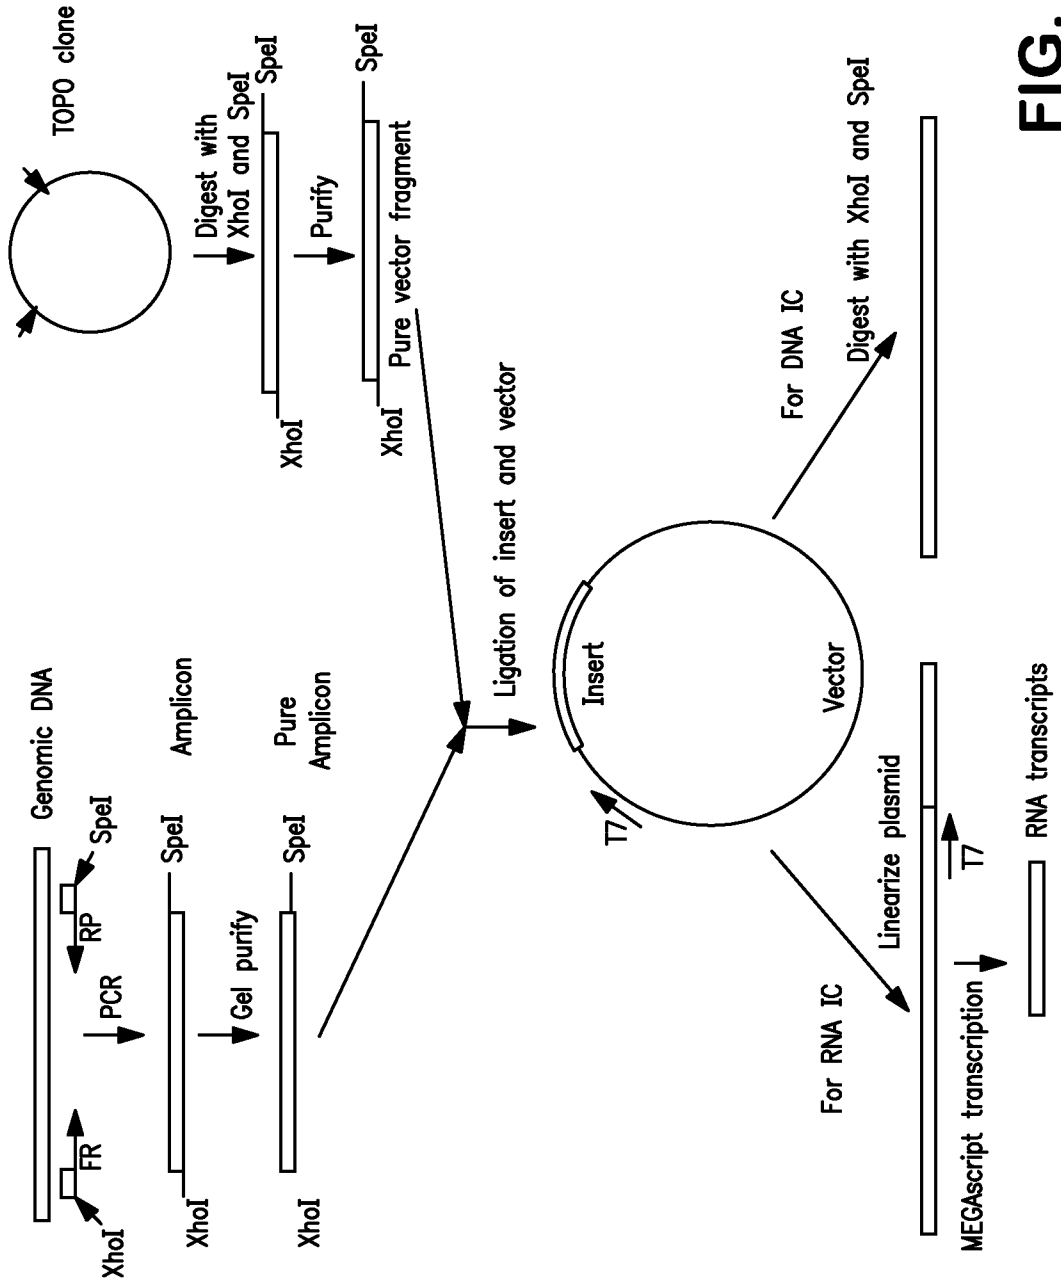 Genomic DNA
XhoI
FR
RP
SpeI
PCR
Amplicon
XhoI
SpeI
Gel purify
Pure
Amplicon
XhoI
SpeI
TOPO clone
Digest with
XhoI and SpeI
XhoI
SpeI
Purify
XhoI
SpeI
Pure vector fragment
Ligation of insert and vector
T7
Insert
Vector
For RNA IC
Linearize plasmid
T7
MEGAscript transcription
RNA transcripts
For DNA IC
Digest with XhoI and SpeI
FIG.